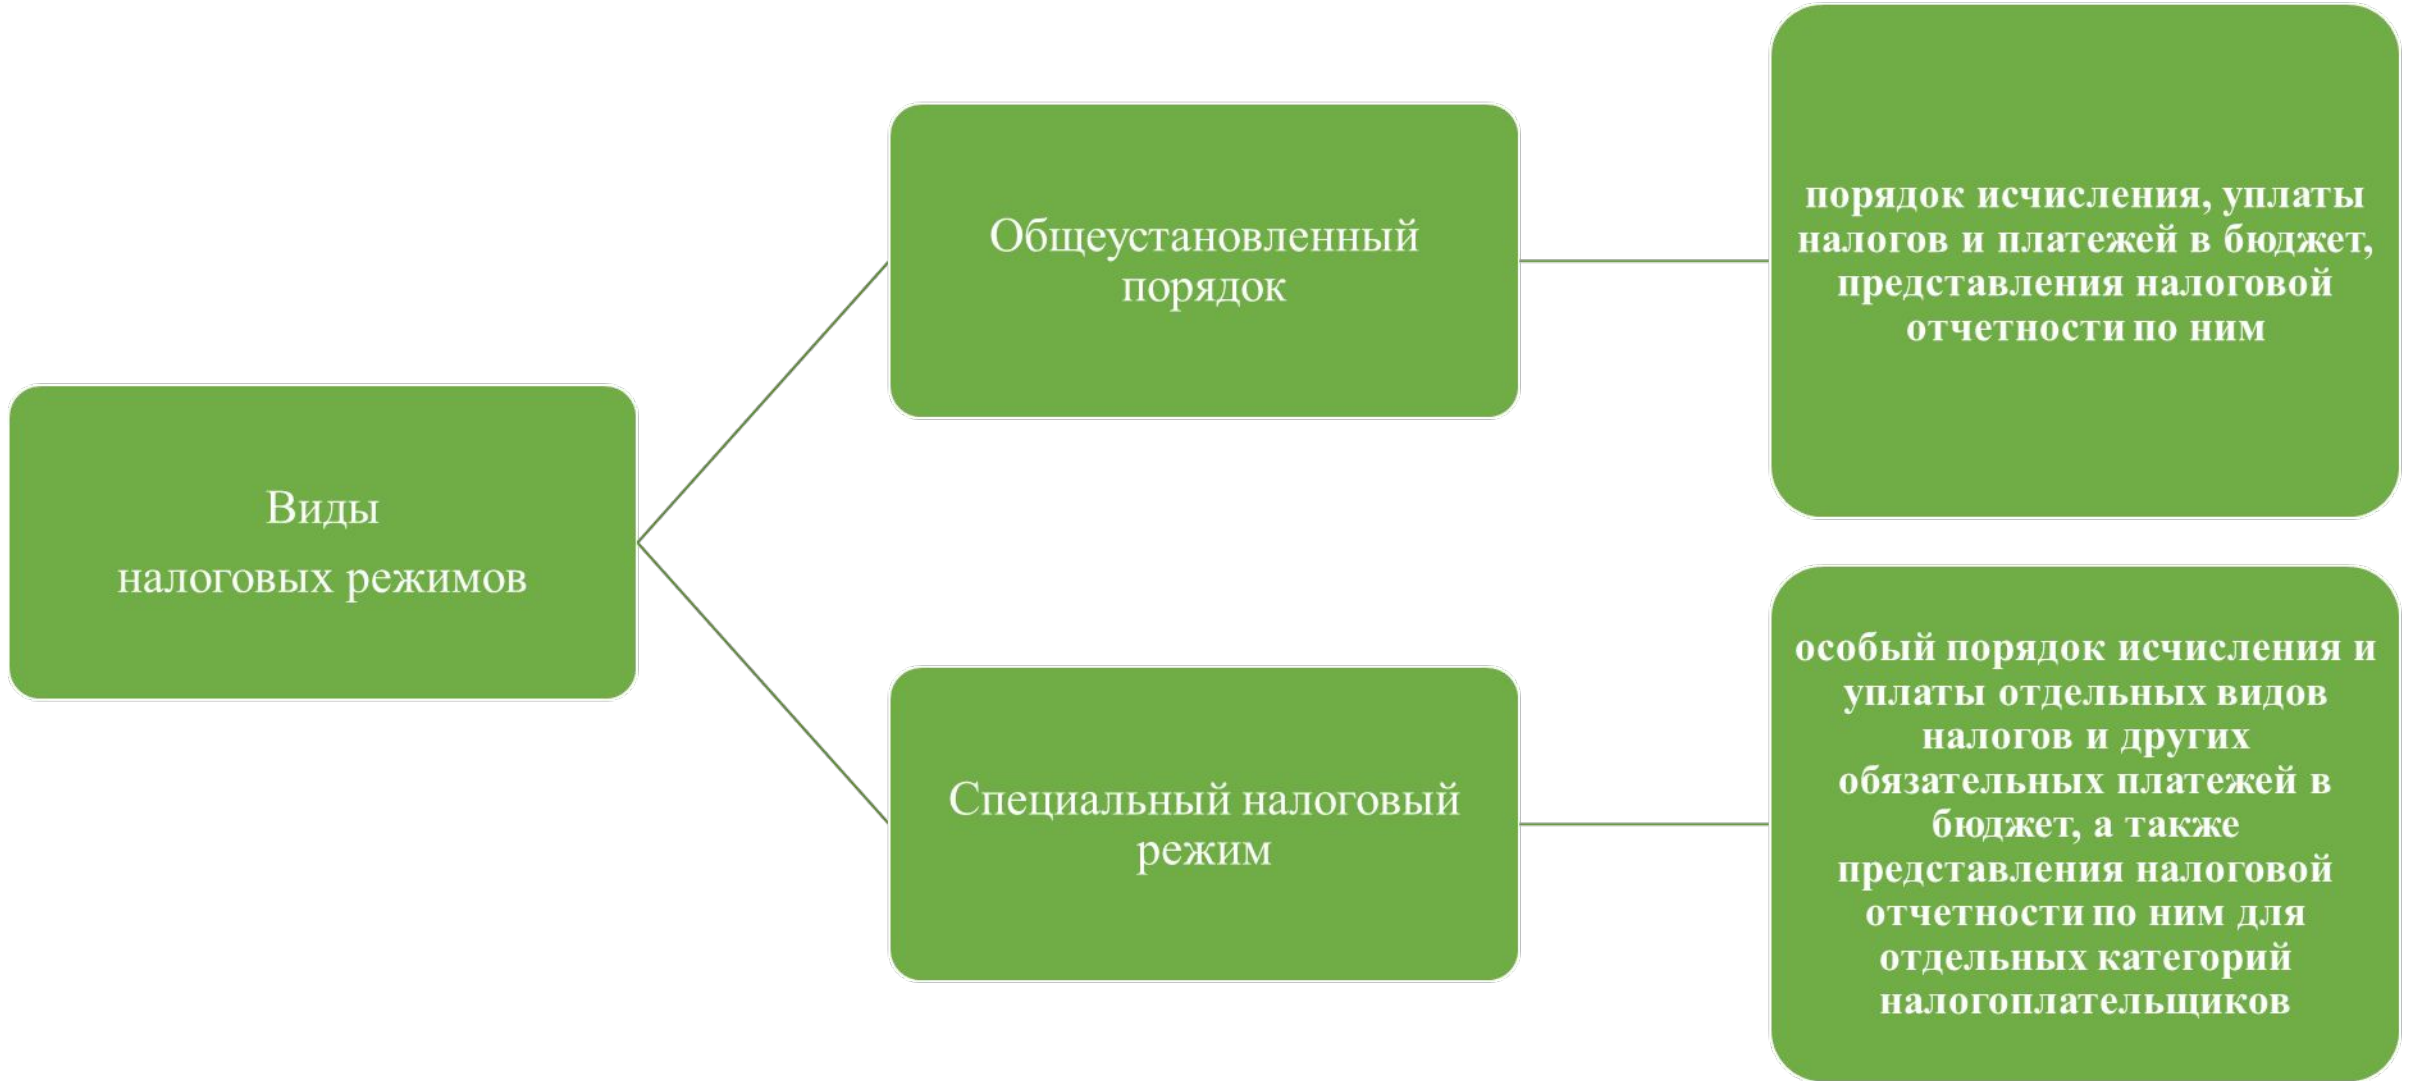 Виды
налоговых режимов
Общеустановленный
порядок
порядок исчисления, уплаты
налогов и платежей в бюджет,
представления налоговой
отчетности по ним
Специальный налоговый
режим
особый порядок исчисления и
уплаты отдельных видов
налогов и других
обязательных платежей в
бюджет, а также
представления налоговой
отчетности по ним для
отдельных категорий
налогоплательщиков